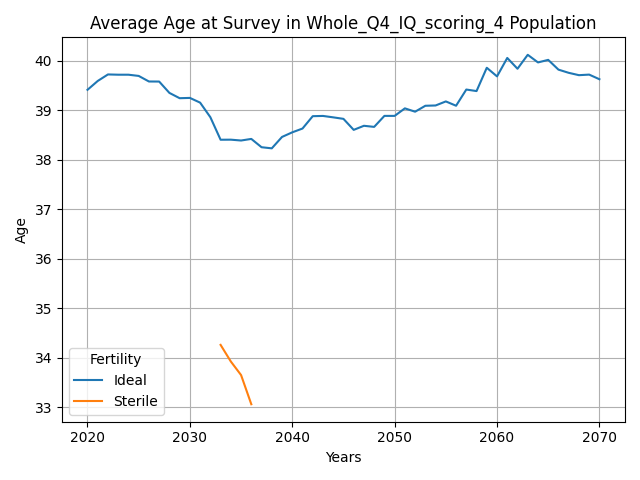 Average Age at Survey in Whole_Q4_IQ_scoring_4 Population
Age
40
39
38
37
36
35
34
33
Fertility
Ideal
Sterile
2020 2030 2040 2050 2060 2070
Years